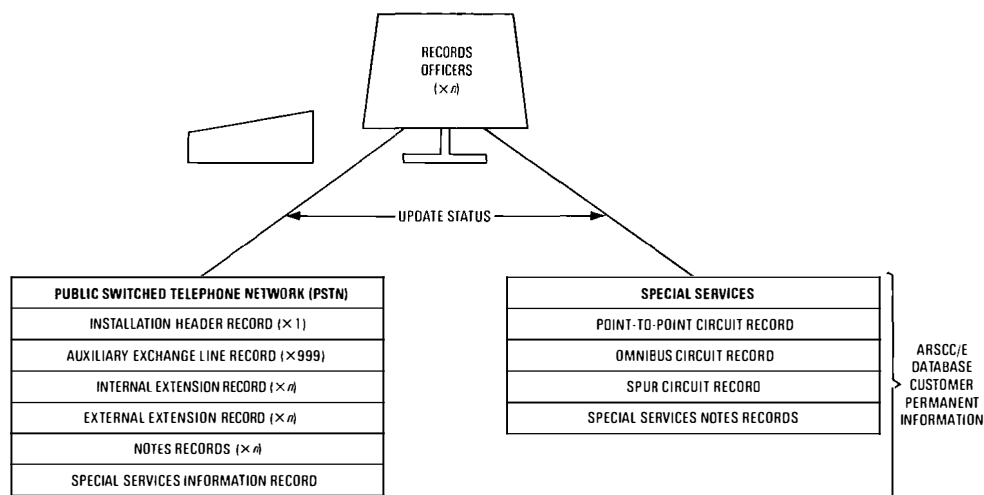 RECORDS
OFFICERS
(×n)
UPDATE STATUS
PUBLIC SWITCHED TELEPHONE NETWORK (PSTN)
INSTALLATION HEADER RECORD (×1)
AUXILIARY EXCHANGE LINE RECORD (×999)
INTERNAL EXTENSION RECORD (×n)
EXTERNAL EXTENSION RECORD (×n)
NOTES RECORDS (×n)
SPECIAL SERVICES INFORMATION RECORD
SPECIAL SERVICES
POINT-TO-POINT CIRCUIT RECORD
OMNIBUS CIRCUIT RECORD
SPUR CIRCUIT RECORD
SPECIAL SERVICES NOTES RECORDS
ARSCC/E
DATABASE
CUSTOMER
PERMANENT
INFORMATION